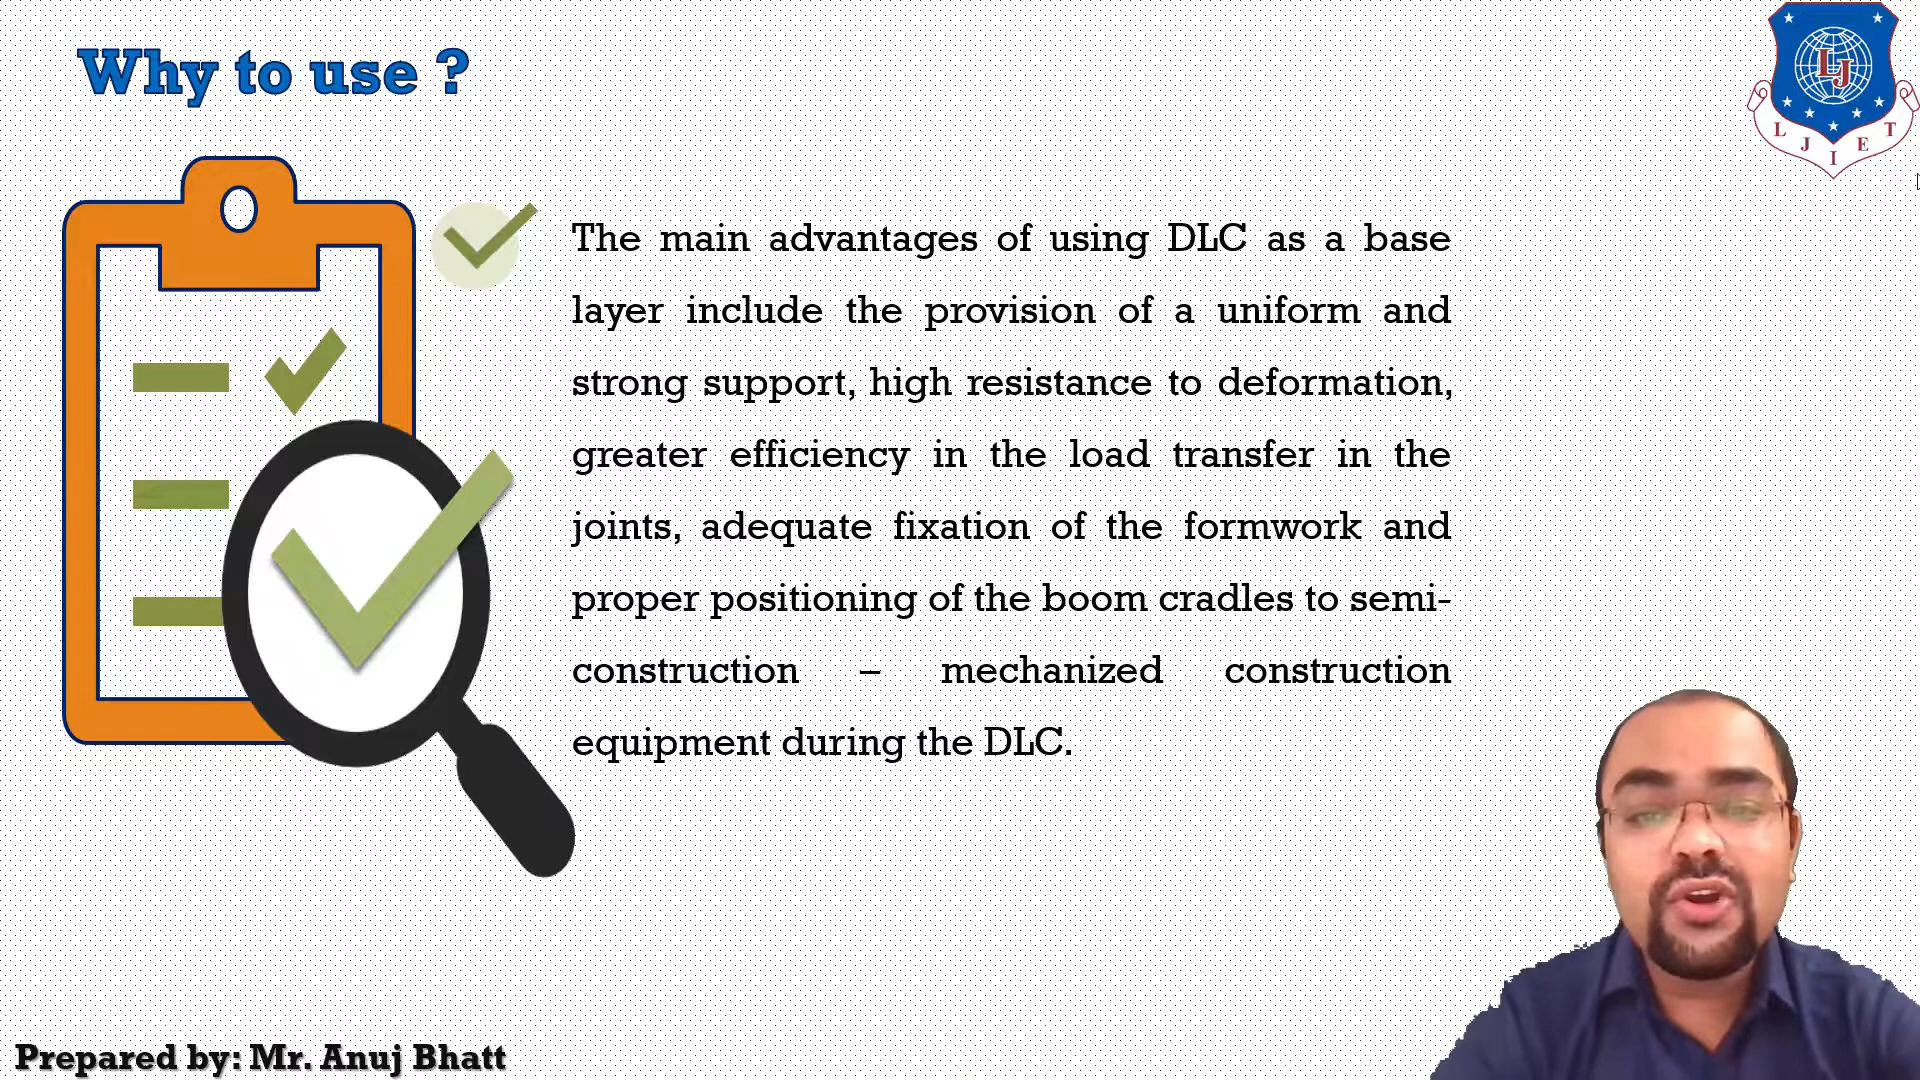 Why to use ?
The main advantages of using DLC as a base
layer include the provision of a uniform and
strong support, high resistance to deformation,
greater efficiency in the load transfer in the
joints, adequate fixation of the formwork and
proper positioning of the boom cradles to semi-
construction – mechanized construction
equipment during the DLC.
LJ
L J I E T
Prepared by: Mr. Anuj Bhatt